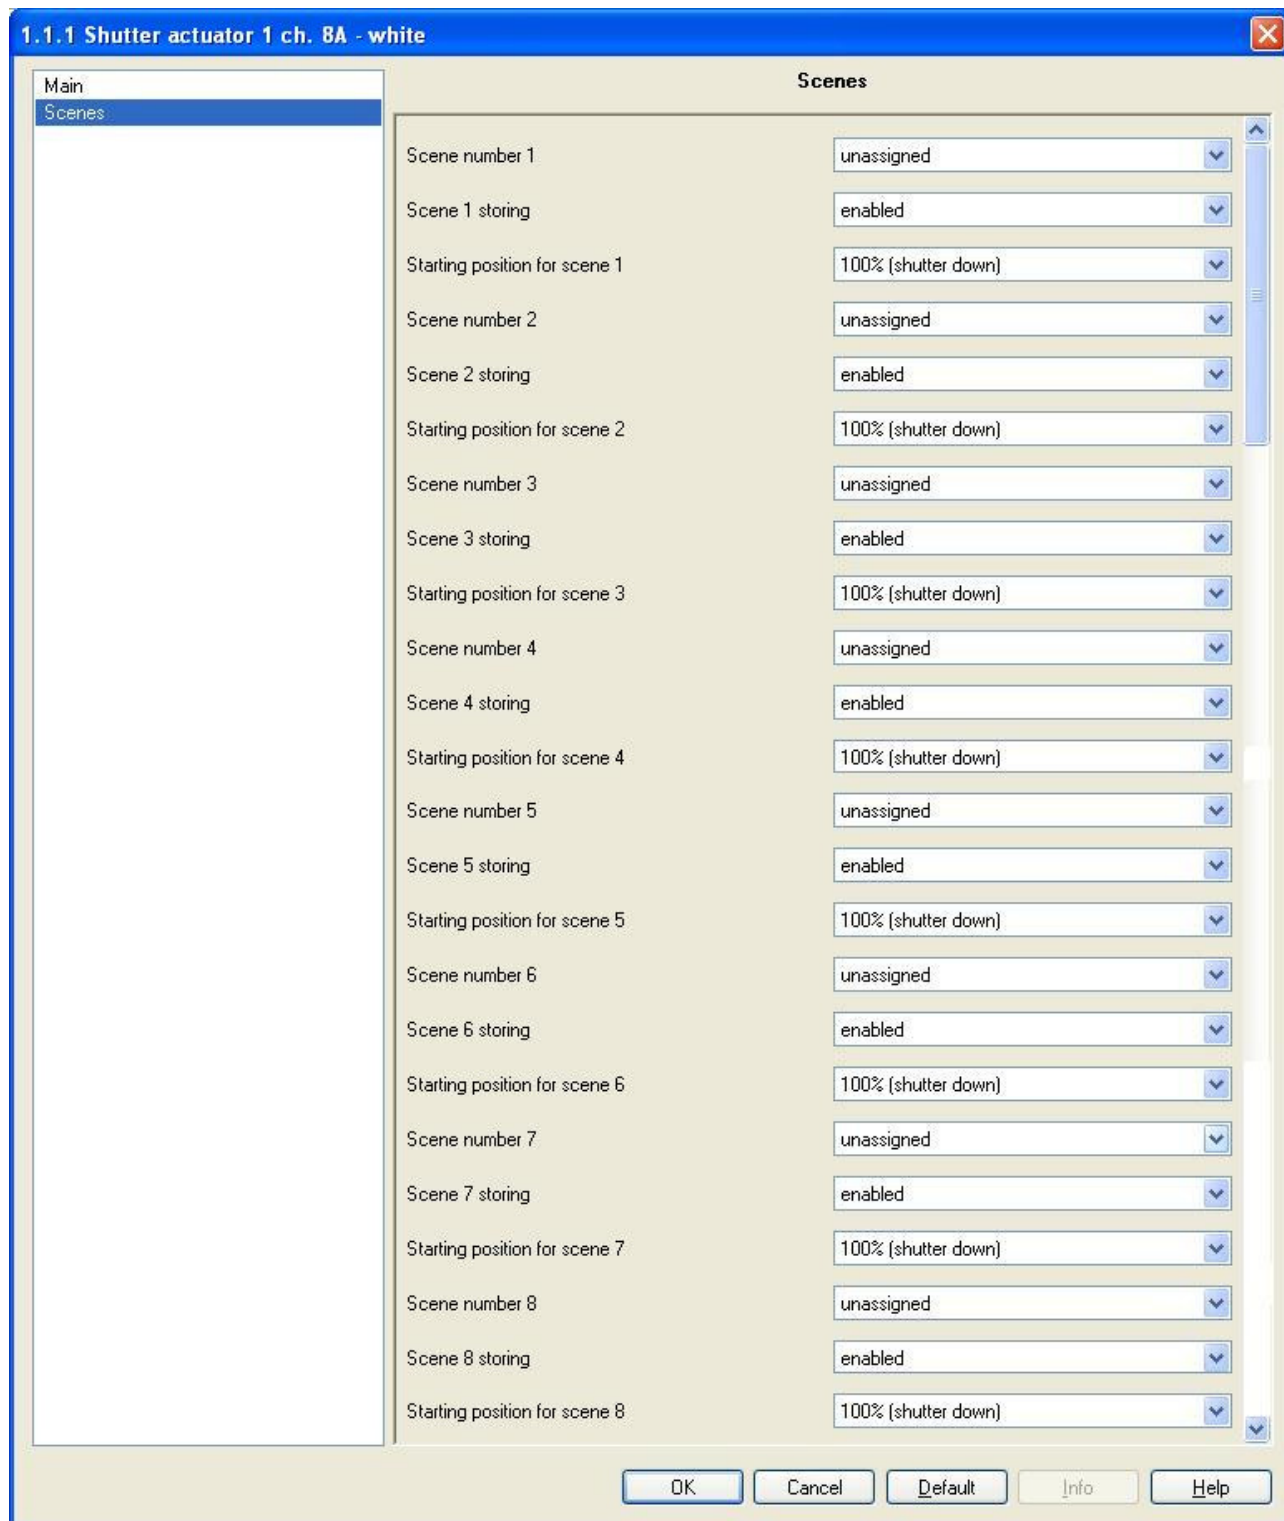 1.1.1 Shutter actuator 1 ch. 8A - white
Main
Scenes
Scenes
Scene number 1 unassigned
Scene 1 storing enabled
Starting position for scene 1 100% (shutter down)
Scene number 2 unassigned
Scene 2 storing enabled
Starting position for scene 2 100% (shutter down)
Scene number 3 unassigned
Scene 3 storing enabled
Starting position for scene 3 100% (shutter down)
Scene number 4 unassigned
Scene 4 storing enabled
Starting position for scene 4 100% (shutter down)
Scene number 5 unassigned
Scene 5 storing enabled
Starting position for scene 5 100% (shutter down)
Scene number 6 unassigned
Scene 6 storing enabled
Starting position for scene 6 100% (shutter down)
Scene number 7 unassigned
Scene 7 storing enabled
Starting position for scene 7 100% (shutter down)
Scene number 8 unassigned
Scene 8 storing enabled
Starting position for scene 8 100% (shutter down)
OK Cancel Default Info Help